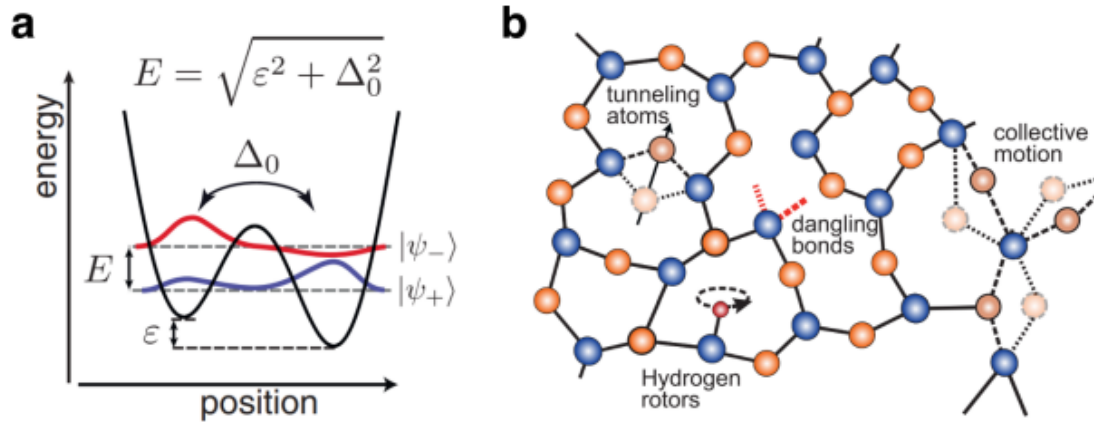 a
E = √(ε² + Δ₀²)
energy
Δ₀
|ψ₋⟩
E
|ψ₊⟩
ε
position
b
tunneling
atoms
collective
motion
dangling
bonds
Hydrogen
rotors